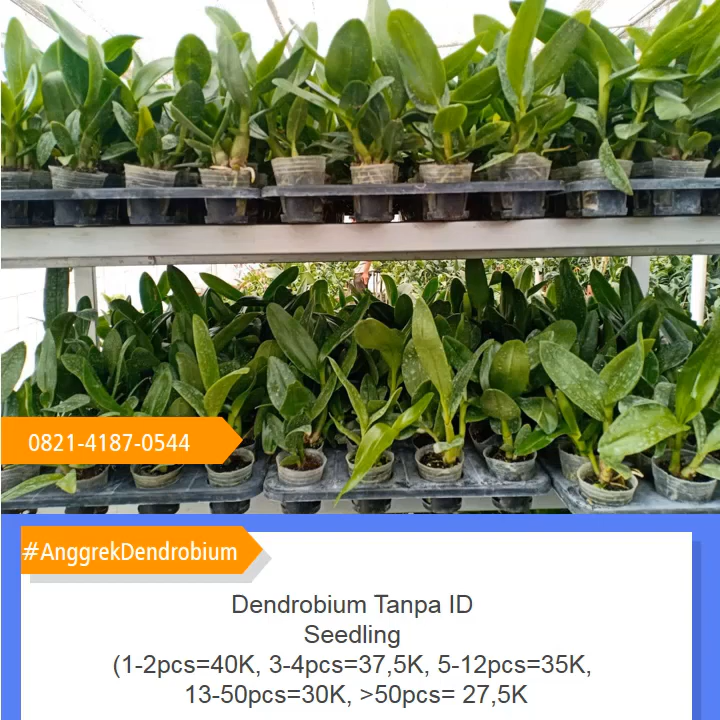 0821-4187-0544
#AnggrekDendrobium
Dendrobium Tanpa ID
Seedling
(1-2pcs=40K, 3-4pcs=37,5K, 5-12pcs=35K,
13-50pcs=30K, >50pcs= 27,5K